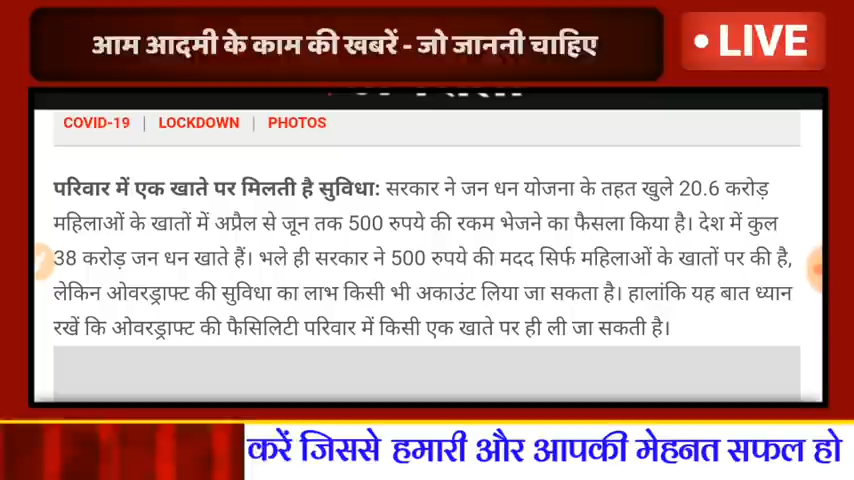 आम आदमी के काम की खबरें - जो जाननी चाहिए
• LIVE
COVID-19 | LOCKDOWN | PHOTOS
परिवार में एक खाते पर मिलती है सुविधा: सरकार ने जन धन योजना के तहत खुले 20.6 करोड़
महिलाओं के खातों में अप्रैल से जून तक 500 रुपये की रकम भेजने का फैसला किया है। देश में कुल
38 करोड़ जन धन खाते हैं। भले ही सरकार ने 500 रुपये की मदद सिर्फ महिलाओं के खातों पर की है,
लेकिन ओवरड्राफ्ट की सुविधा का लाभ किसी भी अकाउंट लिया जा सकता है। हालांकि यह बात ध्यान
रखें कि ओवरड्राफ्ट की फैसिलिटी परिवार में किसी एक खाते पर ही ली जा सकती है।
करें जिससे हमारी और आपकी मेहनत सफल हो